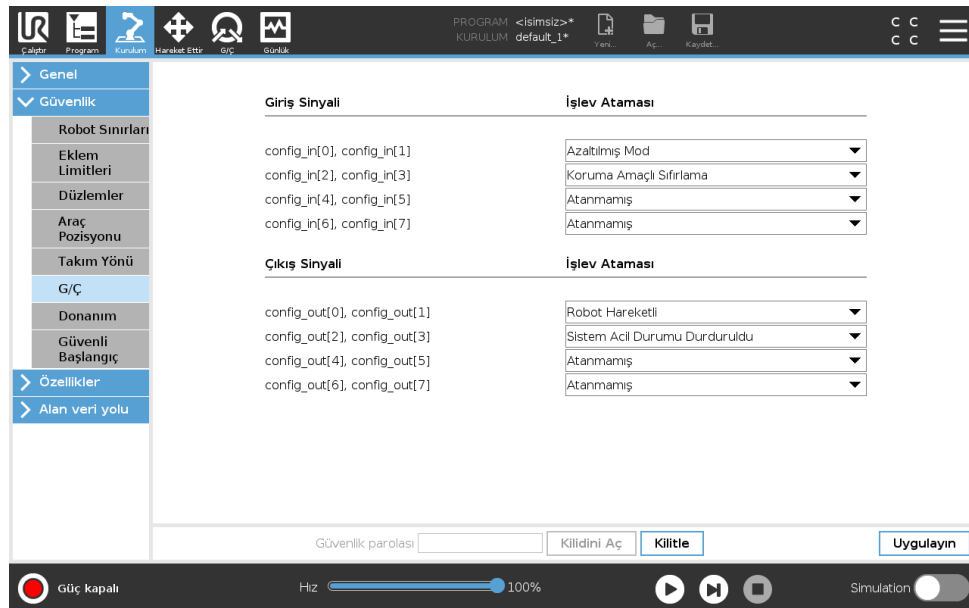 PROGRAM <isimsiz>*
KURULUM default_1*
Çalıştır Program Kurulum Hareket Ettir G/Ç Günlük Yeni... Aç... Kaydet...
C C
C C
Genel
Güvenlik
Robot Sınırları
Eklem
Limitleri
Düzlemler
Araç
Pozisyonu
Takım Yönü
G/Ç
Donanım
Güvenli
Başlangıç
Özellikler
Alan veri yolu
Giriş Sinyali İşlev Ataması
config_in[0], config_in[1] Azaltılmış Mod
config_in[2], config_in[3] Koruma Amaçlı Sıfırlama
config_in[4], config_in[5] Atanmamış
config_in[6], config_in[7] Atanmamış
Çıkış Sinyali İşlev Ataması
config_out[0], config_out[1] Robot Hareketli
config_out[2], config_out[3] Sistem Acil Durumu Durduruldu
config_out[4], config_out[5] Atanmamış
config_out[6], config_out[7] Atanmamış
Güvenlik parolası Kilidini Aç Kilitle Uygulayın
Güç kapalı Hız 100% Simulation